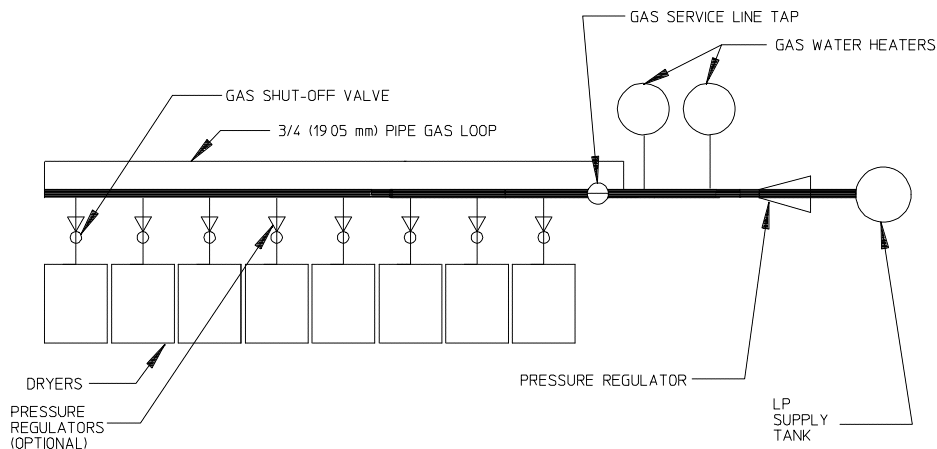 GAS SERVICE LINE TAP
GAS WATER HEATERS
GAS SHUT-OFF VALVE
3/4 (19 05 mm) PIPE GAS LOOP
DRYERS
PRESSURE
REGULATORS
(OPTIONAL)
PRESSURE REGULATOR
LP
SUPPLY
TANK